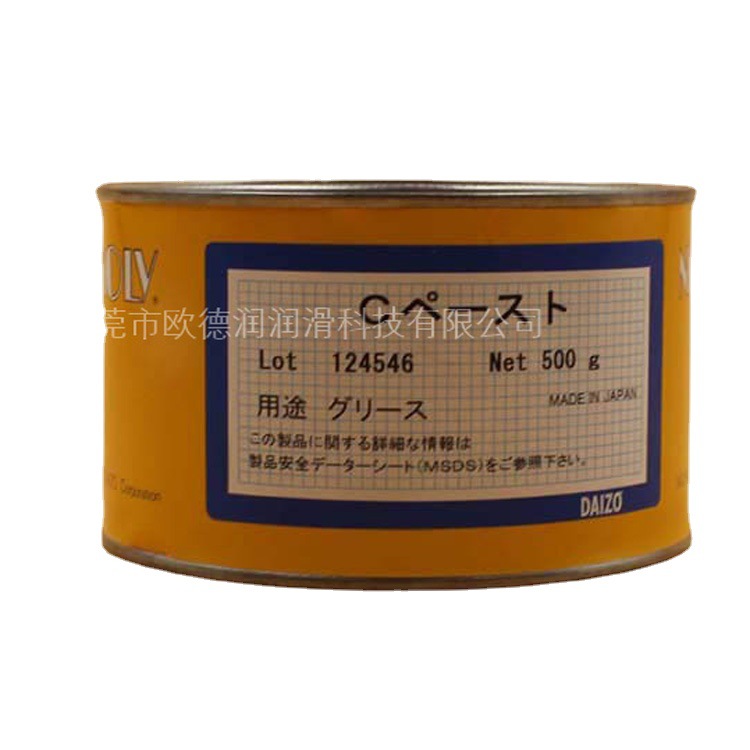 OLV®
Cペースト
莞市欧德润润滑科技有限公司
Lot 124546 Net 500 g
用途 グリース
MADE IN JAPAN
この製品に関する詳細な情報は
製品安全データーシート(MSDS)をご参照下さい。
Corporation
DAIZO